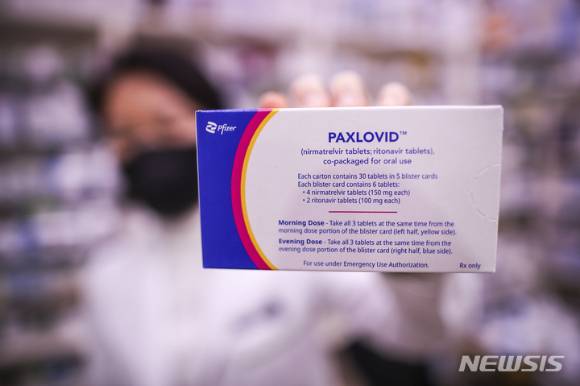 Pfizer
PAXLOVID™
(nirmatrelvir tablets; ritonavir tablets),
co-packaged for oral use
Each carton contains 30 tablets in 5 blister cards
Each blister card contains 6 tablets:
• 4 nirmatrelvir tablets (150 mg each)
• 2 ritonavir tablets (100 mg each)
Morning Dose - Take all 3 tablets at the same time from the
morning dose portion of the blister card (left half, yellow side).
Evening Dose - Take all 3 tablets at the same time from the
evening dose portion of the blister card (right half, blue side).
For use under Emergency Use Authorization.
Rx only
NEWSIS